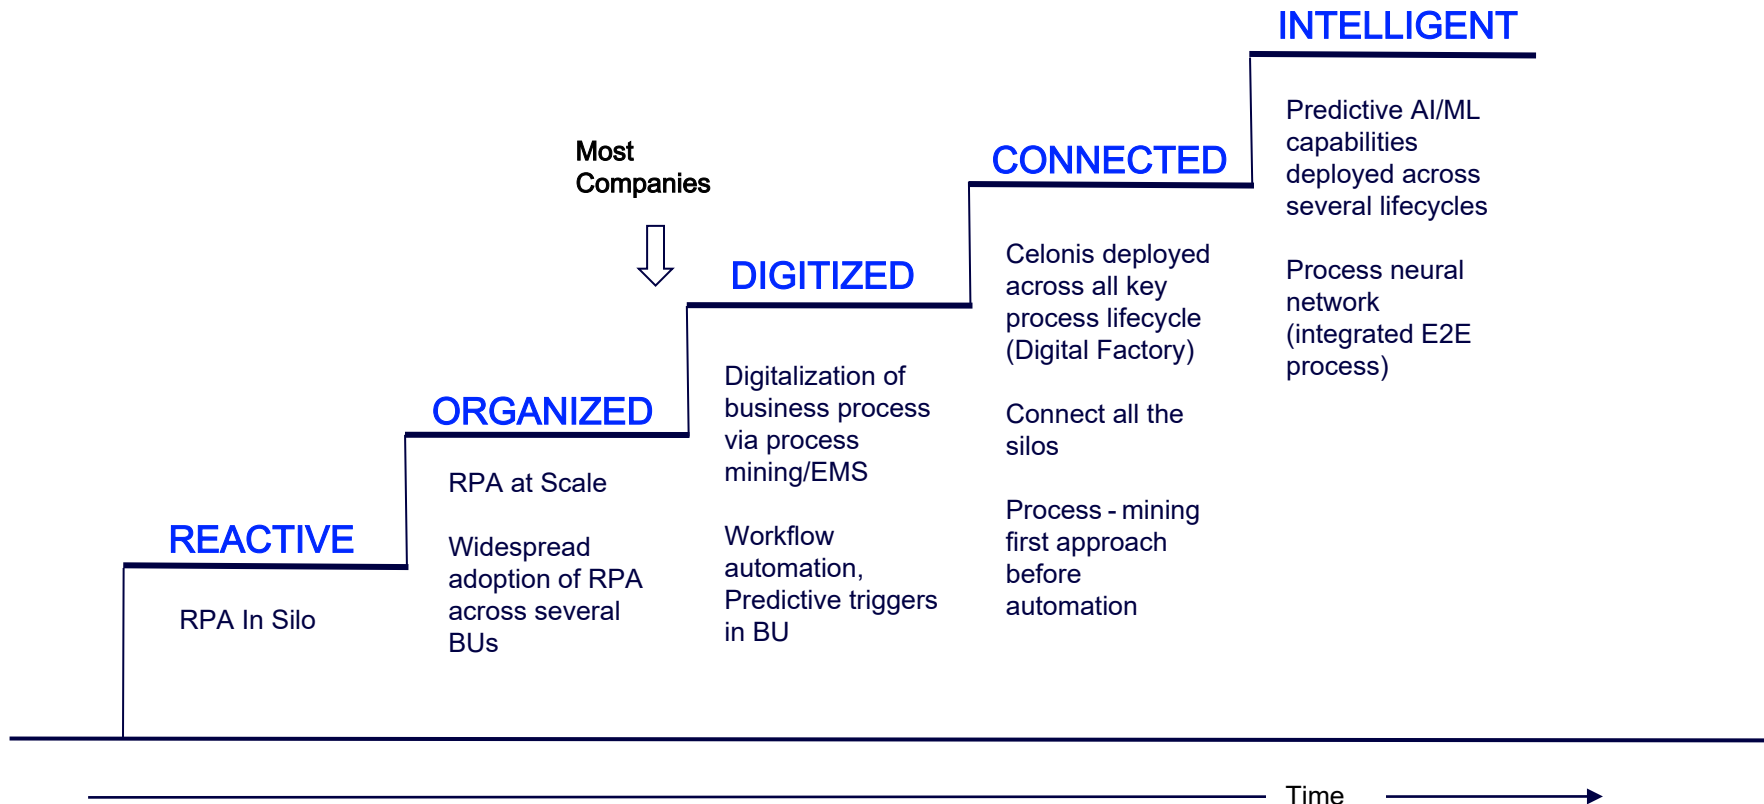 INTELLIGENT
Predictive AI/ML
capabilities
deployed across
several lifecycles
Process neural
network
(integrated E2E
process)
CONNECTED
Celonis deployed
across all key
process lifecycle
(Digital Factory)
Connect all the
silos
Process - mining
first approach
before
automation
Most
Companies
DIGITIZED
Digitalization of
business process
via process
mining/EMS
Workflow
automation,
Predictive triggers
in BU
ORGANIZED
RPA at Scale
Widespread
adoption of RPA
across several
BUs
REACTIVE
RPA In Silo
Time